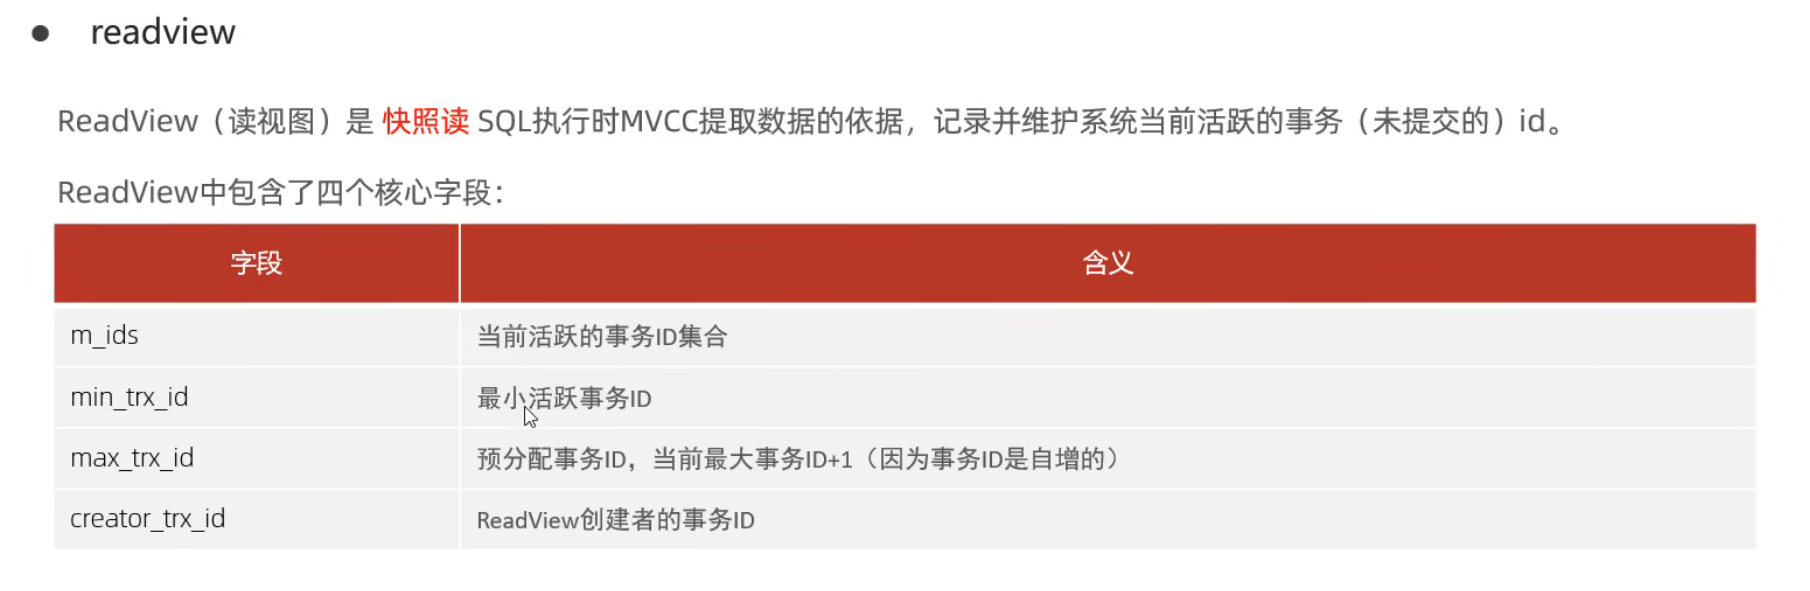 ● readview
ReadView（读视图）是 快照读 SQL执行时MVCC提取数据的依据，记录并维护系统当前活跃的事务（未提交的）id。
ReadView中包含了四个核心字段：
字段 含义
m_ids 当前活跃的事务ID集合
min_trx_id 最小活跃事务ID
max_trx_id 预分配事务ID，当前最大事务ID+1（因为事务ID是自增的）
creator_trx_id ReadView创建者的事务ID